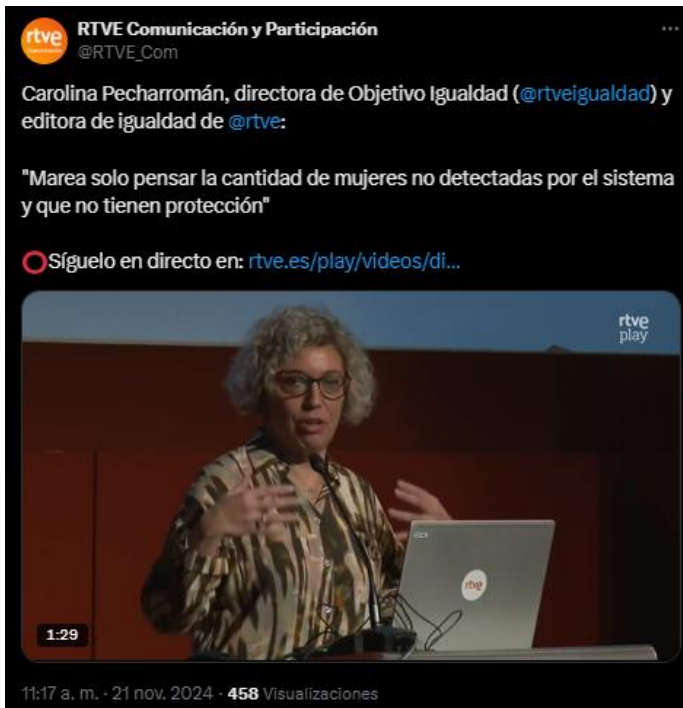 rtve
Comunicación
RTVE Comunicación y Participación
@RTVE_Com
Carolina Pecharromán, directora de Objetivo Igualdad (@rtveigualdad) y
editora de igualdad de @rtve:
"Marea solo pensar la cantidad de mujeres no detectadas por el sistema
y que no tienen protección"
Síguelo en directo en: rtve.es/play/videos/di...
rtve
play
rtve
1:29
11:17 a. m. · 21 nov. 2024 · 458 Visualizaciones